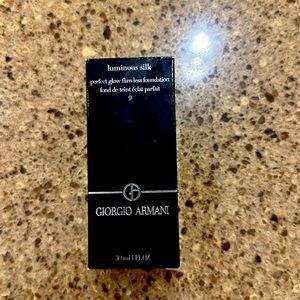 luminous silk
perfect glow flawless foundation
fond de teint éclat parfait
9
GA
GIORGIO ARMANI
30 ml 1 FL.OZ.